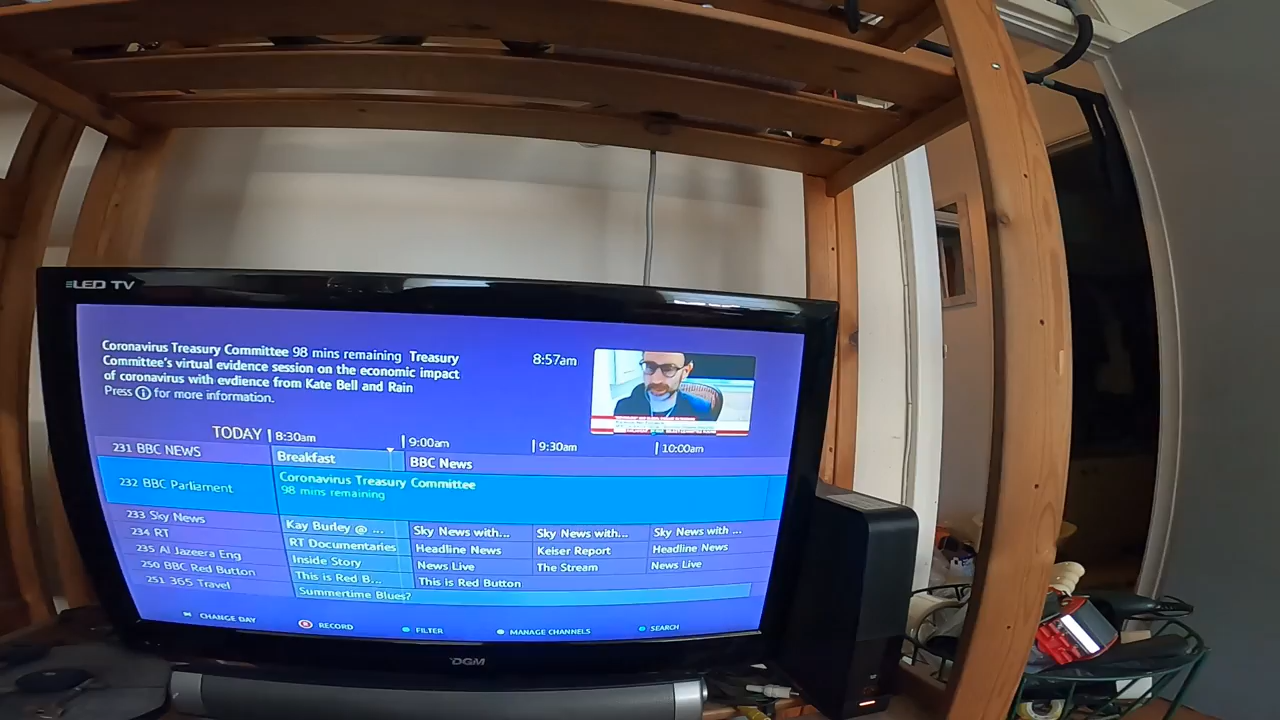 LED TV
Coronavirus Treasury Committee 98 mins remaining Treasury
Committee's virtual evidence session on the economic impact
of coronavirus with evdience from Kate Bell and Rain
Press i for more information.
8:57am
TODAY 8:30am 9:00am 9:30am 10:00am
231 BBC NEWS Breakfast BBC News
232 BBC Parliament Coronavirus Treasury Committee
98 mins remaining
233 Sky News Kay Burley @ ... Sky News with... Sky News with... Sky News with ...
234 RT RT Documentaries Headline News Keiser Report Headline News
235 Al Jazeera Eng Inside Story News Live The Stream News Live
250 BBC Red Button This is Red B... This is Red Button
251 365 Travel Summertime Blues?
CHANGE DAY RECORD FILTER MANAGE CHANNELS SEARCH
DGM